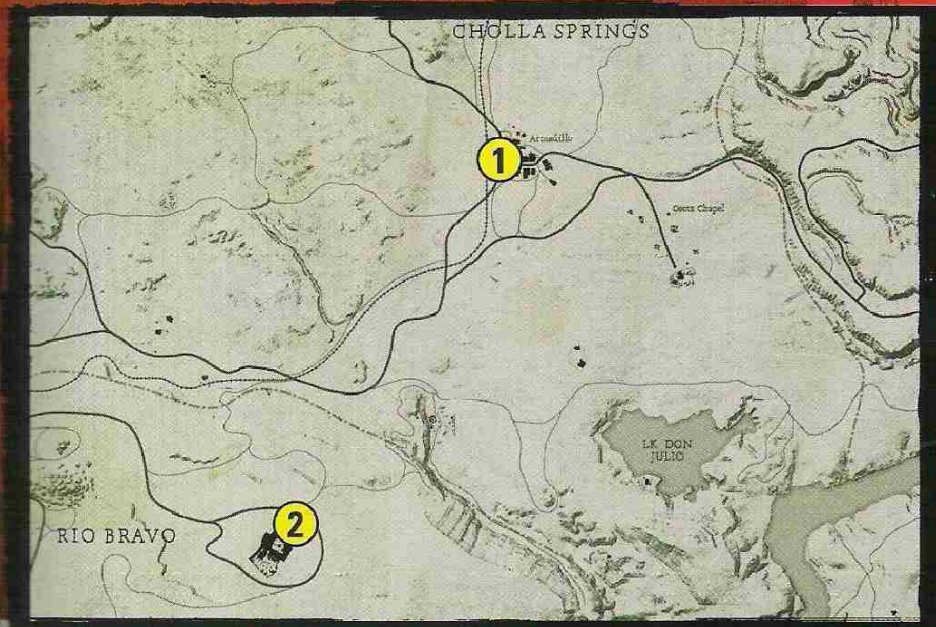 CHOLLA SPRINGS
Armadillo
1
Coots Chapel
LK DON
JULIO
2
RIO BRAVO